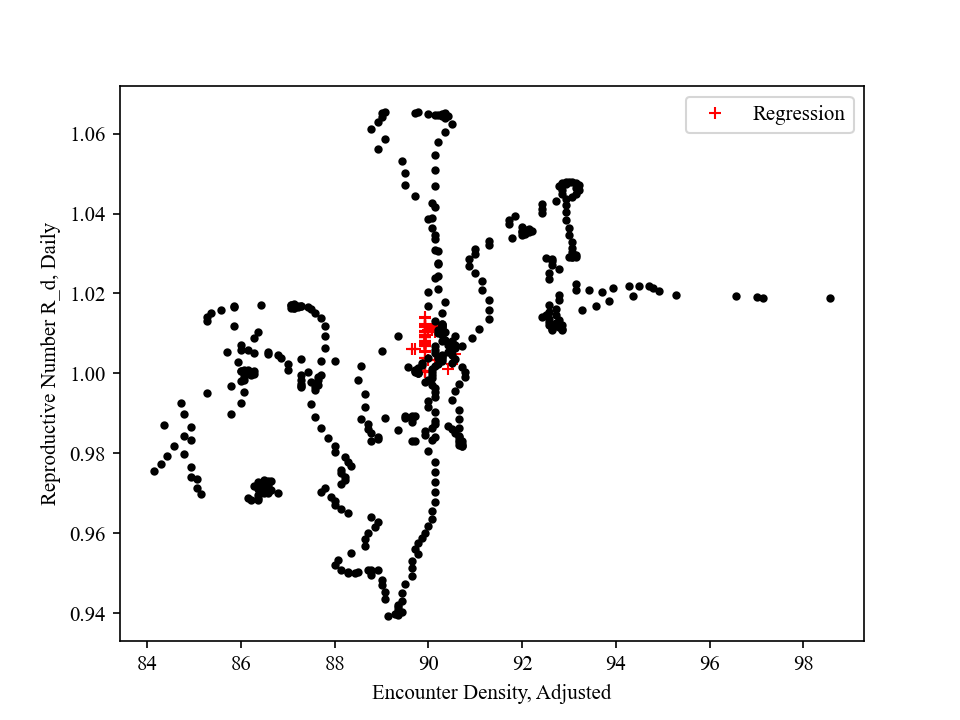 Regression
1.06
1.04
1.02
1.00
0.98
0.96
0.94
Reproductive Number R_d, Daily
84 86 88 90 92 94 96 98
Encounter Density, Adjusted